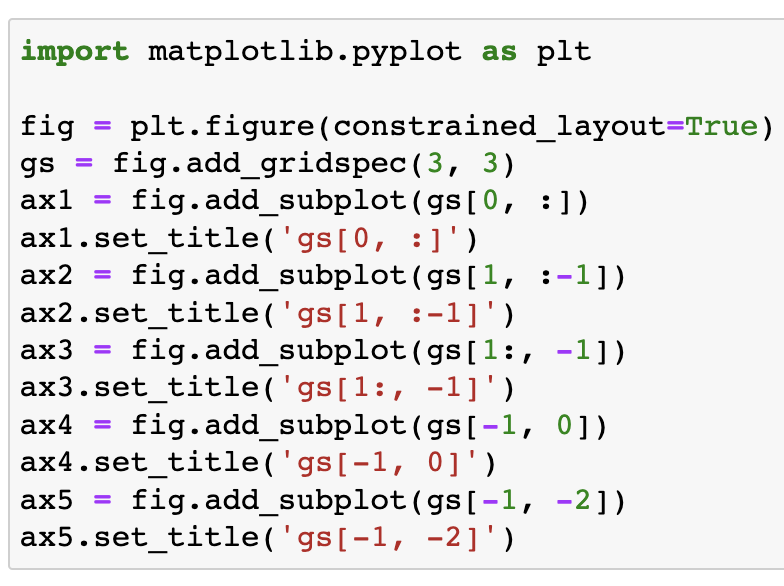 import matplotlib.pyplot as plt

fig = plt.figure(constrained_layout=True)
gs = fig.add_gridspec(3, 3)
ax1 = fig.add_subplot(gs[0, :])
ax1.set_title('gs[0, :]')
ax2 = fig.add_subplot(gs[1, :-1])
ax2.set_title('gs[1, :-1]')
ax3 = fig.add_subplot(gs[1:, -1])
ax3.set_title('gs[1:, -1]')
ax4 = fig.add_subplot(gs[-1, 0])
ax4.set_title('gs[-1, 0]')
ax5 = fig.add_subplot(gs[-1, -2])
ax5.set_title('gs[-1, -2]')